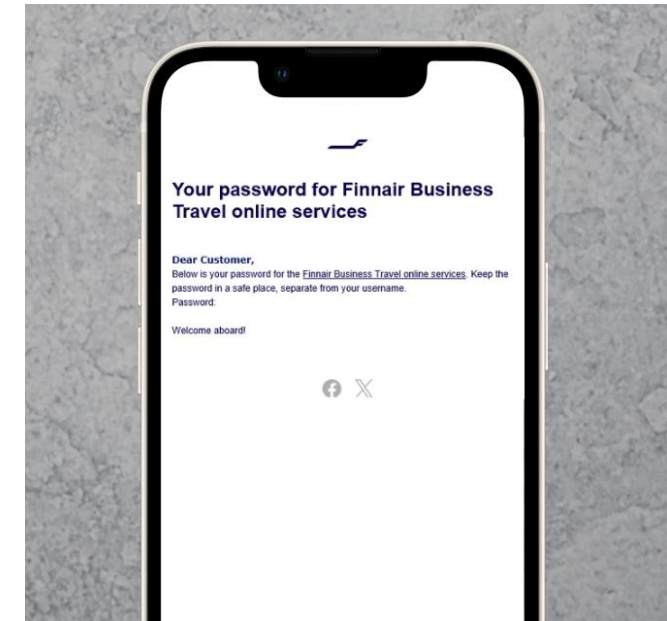 Your password for Finnair Business
Travel online services
Dear Customer,
Below is your password for the Finnair Business Travel online services. Keep the
password in a safe place, separate from your username.
Password:
Welcome aboard!